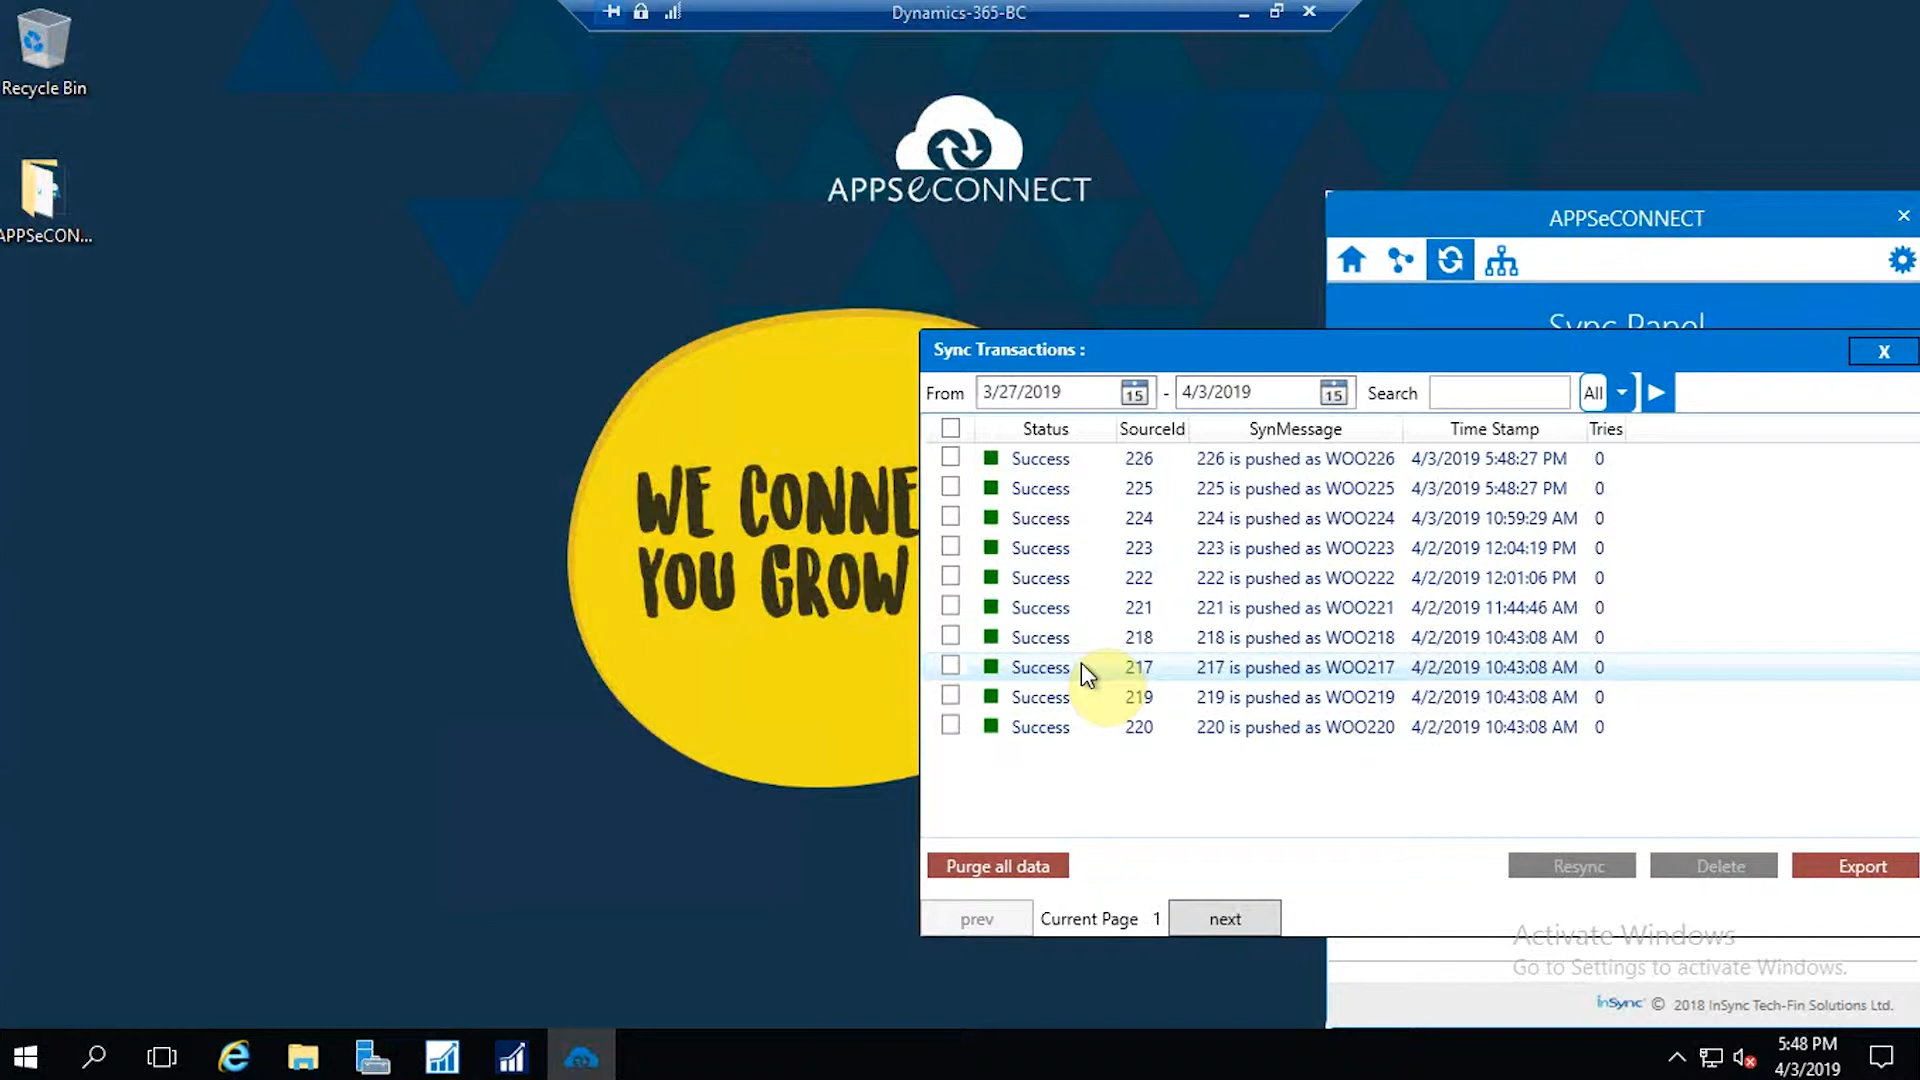 Dynamics-365-BC
Recycle Bin
APPSeCON...
APPSeCONNECT
WE CONNE
YOU GROW
APPSeCONNECT
Sync Panel
Sync Transactions :
X
From 3/27/2019 15 - 4/3/2019 15 Search All
Status SourceId SynMessage Time Stamp Tries
Success 226 226 is pushed as WOO226 4/3/2019 5:48:27 PM 0
Success 225 225 is pushed as WOO225 4/3/2019 5:48:27 PM 0
Success 224 224 is pushed as WOO224 4/3/2019 10:59:29 AM 0
Success 223 223 is pushed as WOO223 4/2/2019 12:04:19 PM 0
Success 222 222 is pushed as WOO222 4/2/2019 12:01:06 PM 0
Success 221 221 is pushed as WOO221 4/2/2019 11:44:46 AM 0
Success 218 218 is pushed as WOO218 4/2/2019 10:43:08 AM 0
Success 217 217 is pushed as WOO217 4/2/2019 10:43:08 AM 0
Success 219 219 is pushed as WOO219 4/2/2019 10:43:08 AM 0
Success 220 220 is pushed as WOO220 4/2/2019 10:43:08 AM 0
Purge all data Resync Delete Export
prev Current Page 1 next
Activate Windows
Go to Settings to activate Windows.
InSync © 2018 InSync Tech-Fin Solutions Ltd.
5:48 PM
4/3/2019